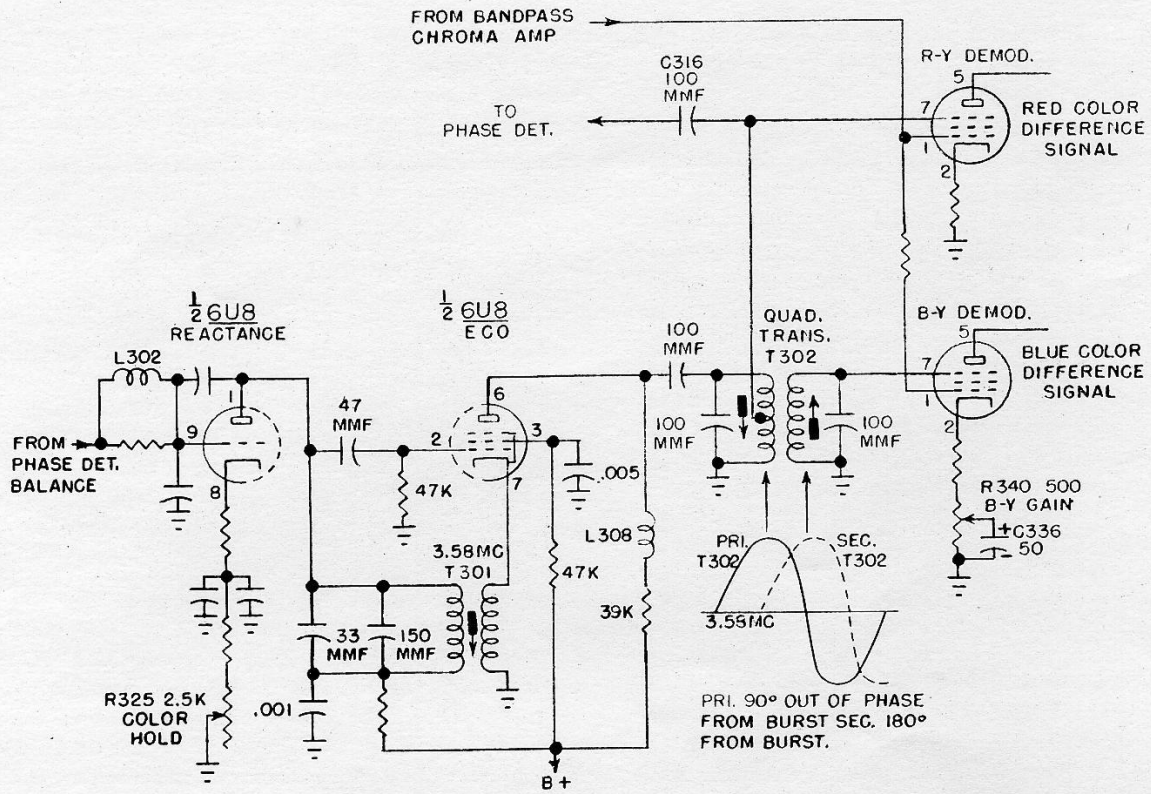 FROM BANDPASS
CHROMA AMP
C316
100
MMF
TO
PHASE DET.
R-Y DEMOD.
5
7
1
2
RED COLOR
DIFFERENCE
SIGNAL
1/2 6U8
REACTANCE
L302
1
9
8
FROM
PHASE DET.
BALANCE
47
MMF
47K
1/2 6U8
ECO
6
2
3
7
.005
47K
L308
39K
100
MMF
QUAD.
TRANS.
T302
100
MMF
100
MMF
B-Y DEMOD.
5
7
1
2
BLUE COLOR
DIFFERENCE
SIGNAL
R340 500
B-Y GAIN
+
C336
50
-
3.58MC
T301
33
MMF
150
MMF
.001
R325 2.5K
COLOR
HOLD
B+
PRI.
T302
SEC.
T302
3.58MC
PRI. 90° OUT OF PHASE
FROM BURST SEC. 180°
FROM BURST.